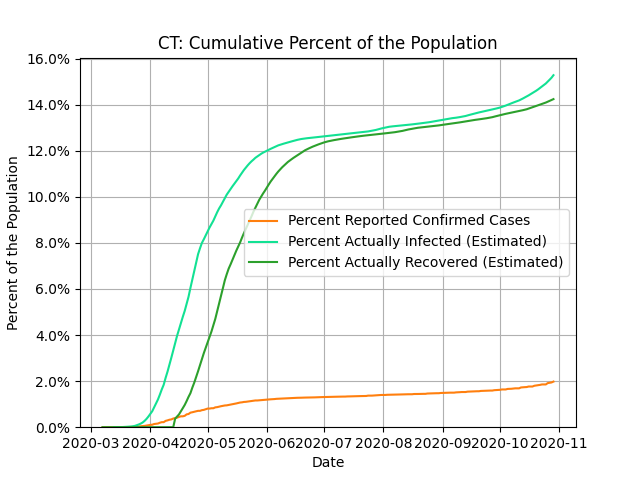 CT: Cumulative Percent of the Population
16.0%
14.0%
12.0%
10.0%
8.0%
6.0%
4.0%
2.0%
0.0%
Percent of the Population
Percent Reported Confirmed Cases
Percent Actually Infected (Estimated)
Percent Actually Recovered (Estimated)
2020-03 2020-04 2020-05 2020-06 2020-07 2020-08 2020-09 2020-10 2020-11
Date